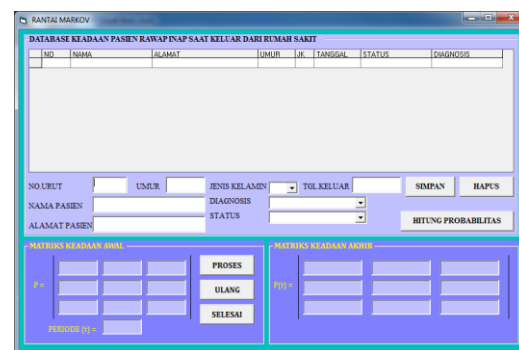 RANTAI MARKOV
DATABASE KEADAAN PASIEN RAWAP INAP SAAT KELUAR DARI RUMAH SAKIT
NO NAMA ALAMAT UMUR JK TANGGAL STATUS DIAGNOSIS
NO.URUT UMUR JENIS KELAMIN TGL.KELUAR SIMPAN HAPUS
NAMA PASIEN DIAGNOSIS
ALAMAT PASIEN STATUS HITUNG PROBABILITAS
MATRIKS KEADAAN AWAL MATRIKS KEADAAN AKHIR
PROSES
P = ULANG P(t) =
SELESAI
PERIODE (t) =